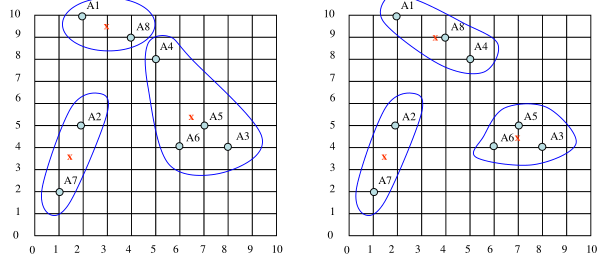 10 A1 10 A1
9 x A8 9 x A8
8 A4 8 A4
7 7
6 6
5 A2 x A5 5 A2 A5
4 A6 A3 4 A6 x A3
3 x 3 x
2 A7 2 A7
1 1
0 0
0 1 2 3 4 5 6 7 8 9 10 0 1 2 3 4 5 6 7 8 9 10